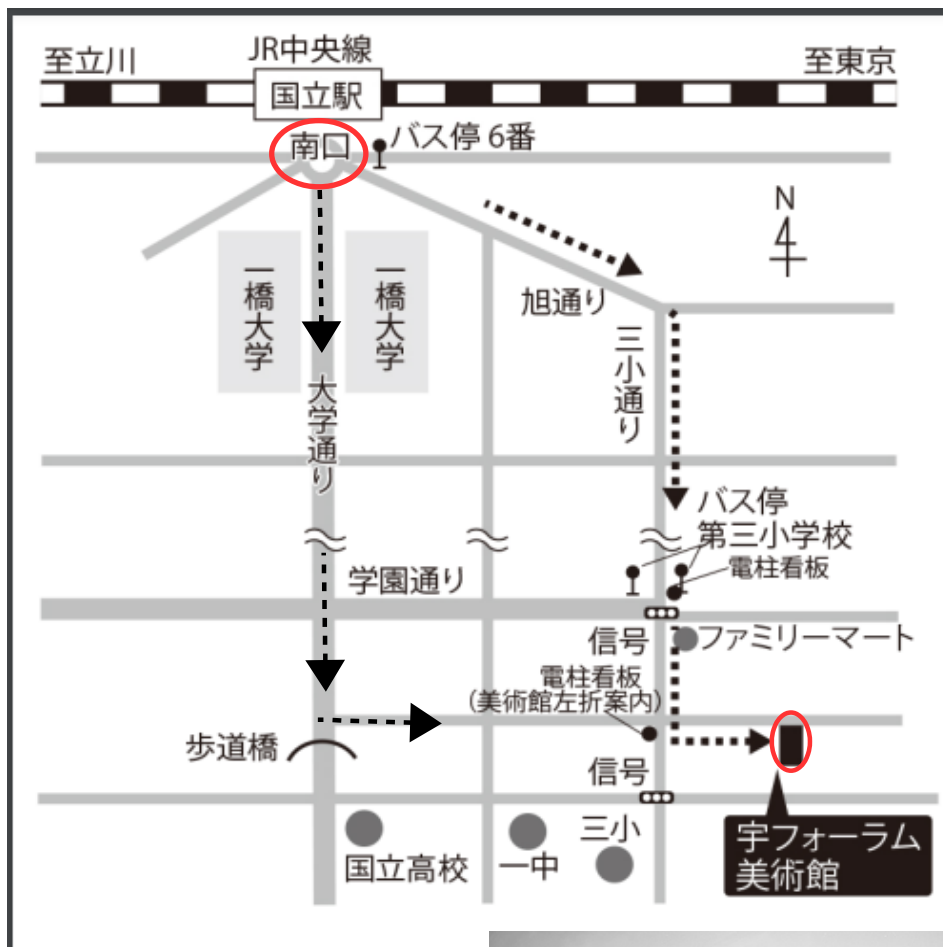 JR中央線
至立川
至東京
国立駅
南口
バス停 6番
N
一橋大学
一橋大学
旭通り
三小通り
大学通り
バス停
第三小学校
電柱看板
学園通り
信号
ファミリーマート
電柱看板
(美術館左折案内)
歩道橋
信号
三小
国立高校
一中
宇フォーラム
美術館